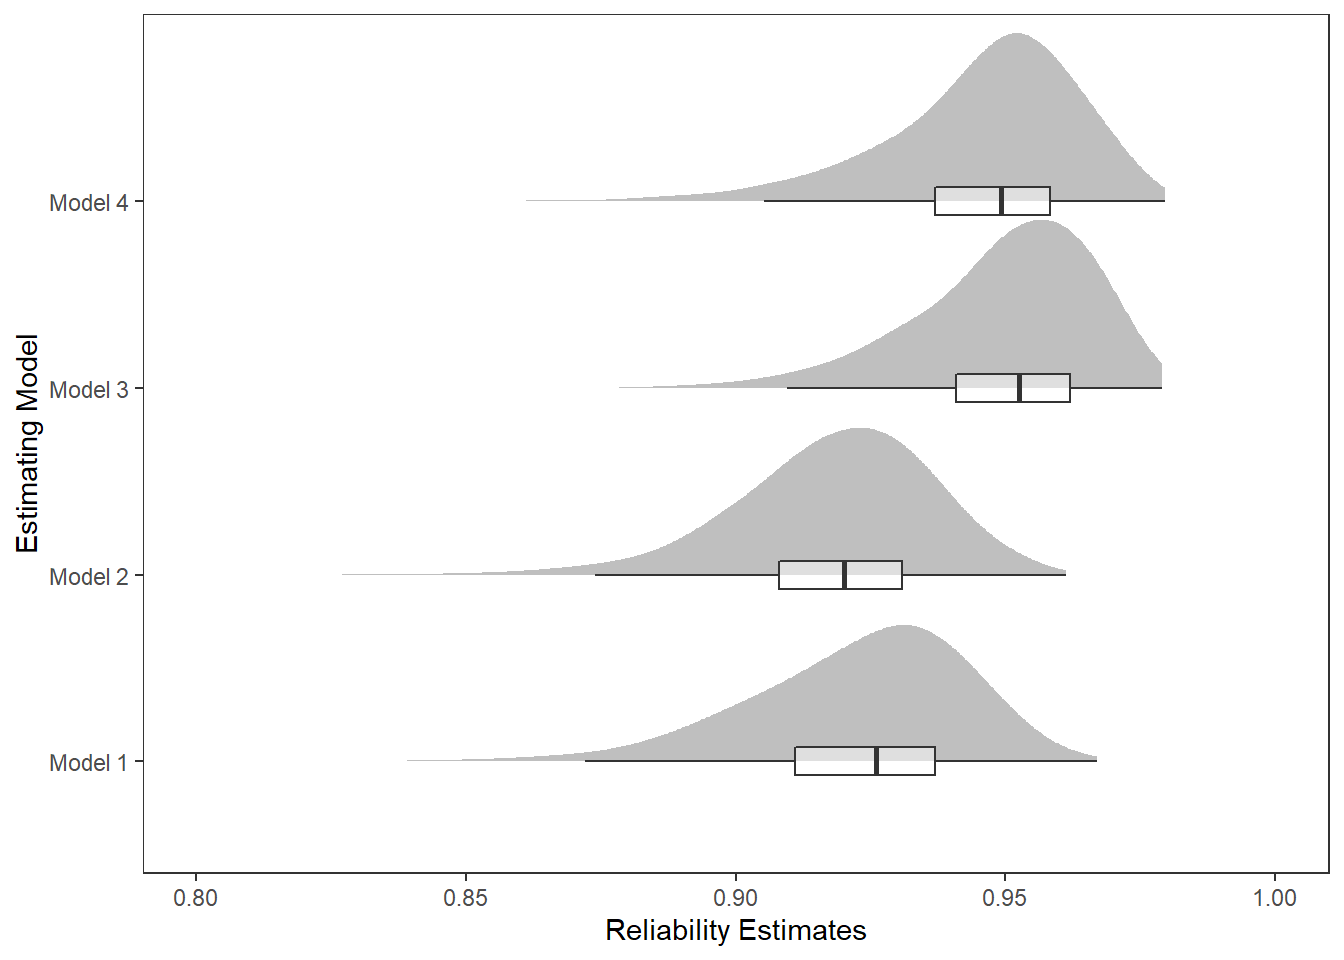 Estimating Model
Model 4
Model 3
Model 2
Model 1
0.80 0.85 0.90 0.95 1.00
Reliability Estimates